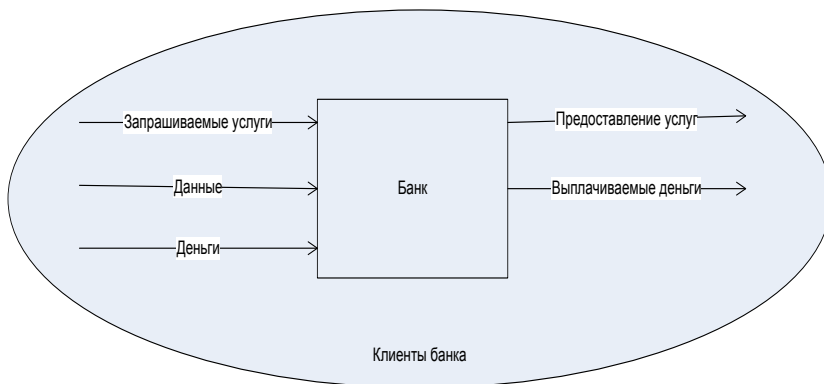 Запрашиваемые услуги
Предоставление услуг
Данные
Банк
Выплачиваемые деньги
Деньги
Клиенты банка